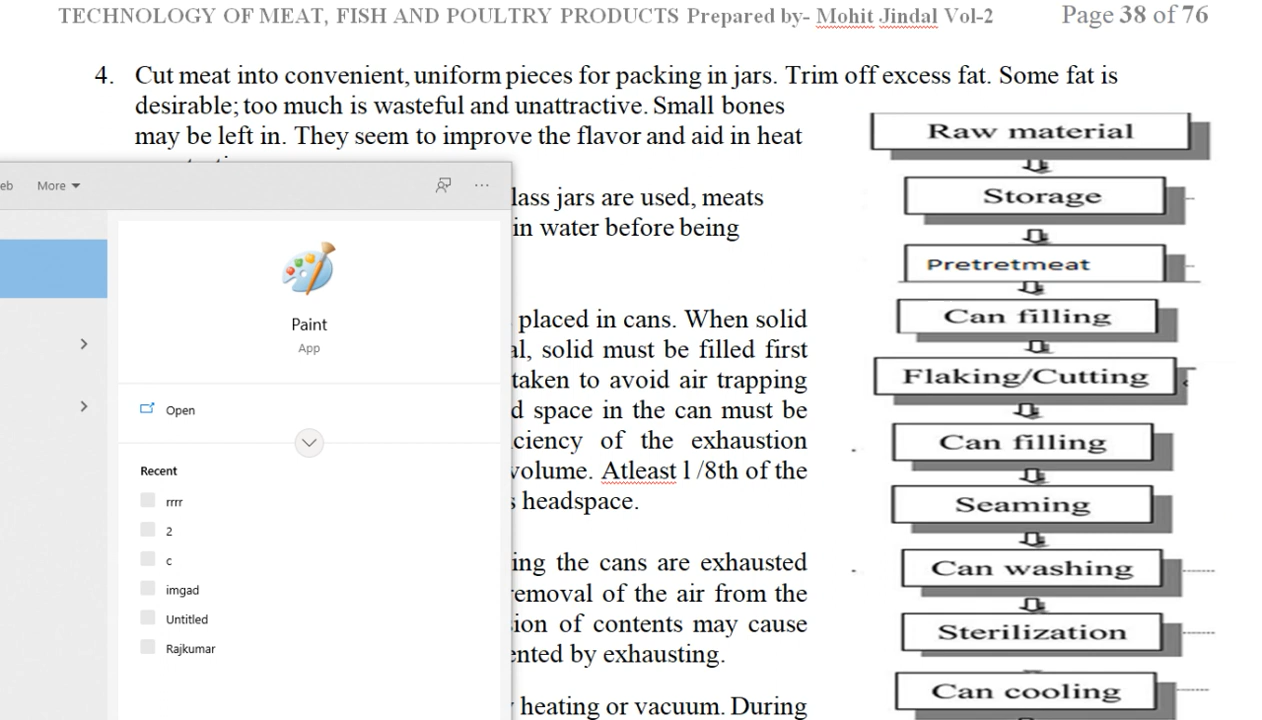 TECHNOLOGY OF MEAT, FISH AND POULTRY PRODUCTS Prepared by- Mohit Jindal Vol-2 Page 38 of 76
4. Cut meat into convenient, uniform pieces for packing in jars. Trim off excess fat. Some fat is
desirable; too much is wasteful and unattractive. Small bones
may be left in. They seem to improve the flavor and aid in heat
lass jars are used, meats
in water before being
placed in cans. When solid
al, solid must be filled first
taken to avoid air trapping
d space in the can must be
ciency of the exhaustion
volume. Atleast 1/8th of the
s headspace.
ing the cans are exhausted
emoval of the air from the
ion of contents may cause
ented by exhausting.
heating or vacuum. During
eb More
Paint
App
Open
Recent
rrrr
2
c
imgad
Untitled
Rajkumar
Raw material
Storage
Pretretmeat
Can filling
Flaking/Cutting
Can filling
Seaming
Can washing
Sterilization
Can cooling